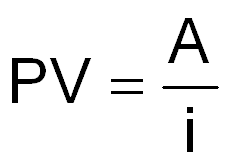 PV = A/i